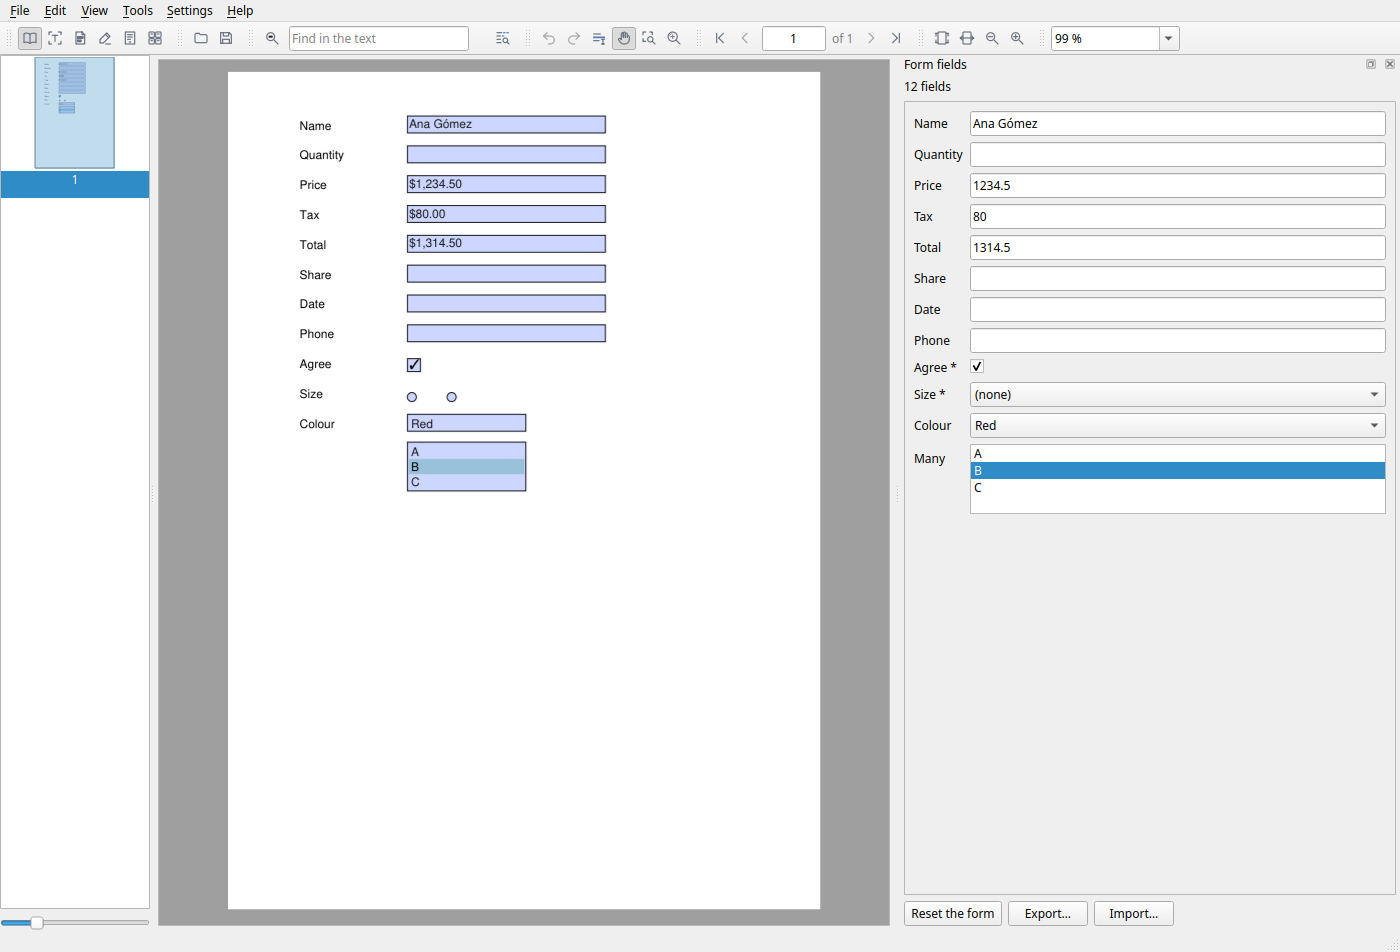 File Edit View Tools Settings Help
Find in the text
1 of 1
99 %
1
Name Ana Gómez
Quantity
Price $1,234.50
Tax $80.00
Total $1,314.50
Share
Date
Phone
Agree
Size
Colour Red
A
B
C
Form fields
12 fields
Name Ana Gómez
Quantity
Price 1234.5
Tax 80
Total 1314.5
Share
Date
Phone
Agree *
Size * (none)
Colour Red
Many A
B
C
Reset the form Export... Import...